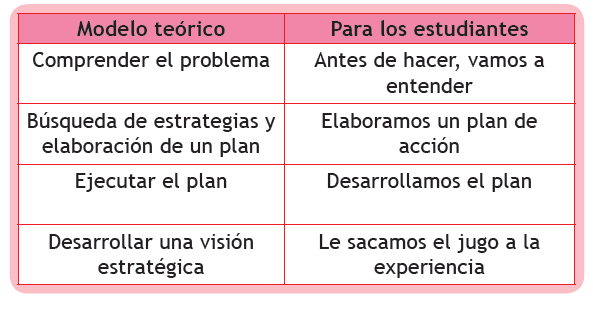 Modelo teórico
Para los estudiantes
Comprender el problema
Antes de hacer, vamos a
entender
Búsqueda de estrategias y
elaboración de un plan
Elaboramos un plan de
acción
Ejecutar el plan
Desarrollamos el plan
Desarrollar una visión
estratégica
Le sacamos el jugo a la
experiencia